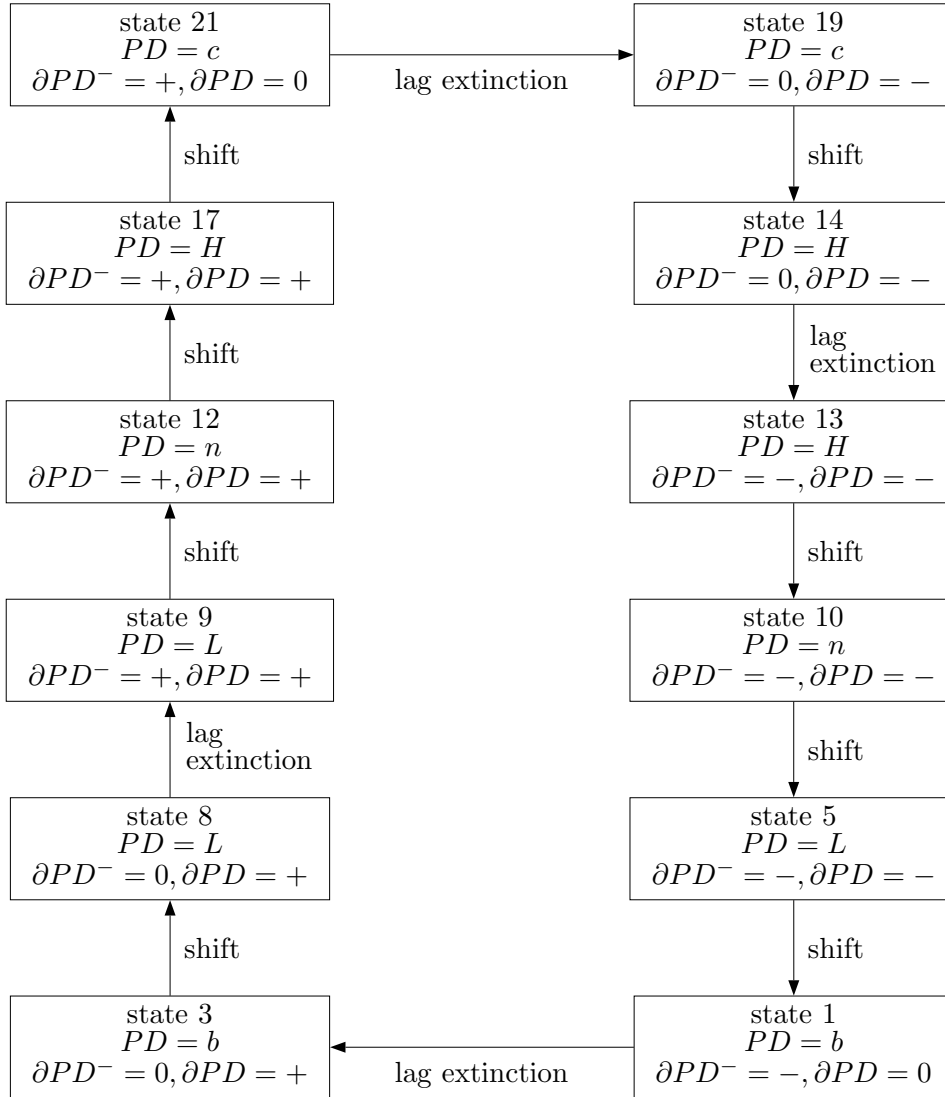 state 21
PD = c
∂PD⁻ = +, ∂PD = 0
lag extinction
state 19
PD = c
∂PD⁻ = 0, ∂PD = −
shift
shift
state 17
PD = H
∂PD⁻ = +, ∂PD = +
state 14
PD = H
∂PD⁻ = 0, ∂PD = −
shift
lag
extinction
state 12
PD = n
∂PD⁻ = +, ∂PD = +
state 13
PD = H
∂PD⁻ = −, ∂PD = −
shift
shift
state 9
PD = L
∂PD⁻ = +, ∂PD = +
state 10
PD = n
∂PD⁻ = −, ∂PD = −
lag
extinction
shift
state 8
PD = L
∂PD⁻ = 0, ∂PD = +
state 5
PD = L
∂PD⁻ = −, ∂PD = −
shift
shift
state 3
PD = b
∂PD⁻ = 0, ∂PD = +
lag extinction
state 1
PD = b
∂PD⁻ = −, ∂PD = 0